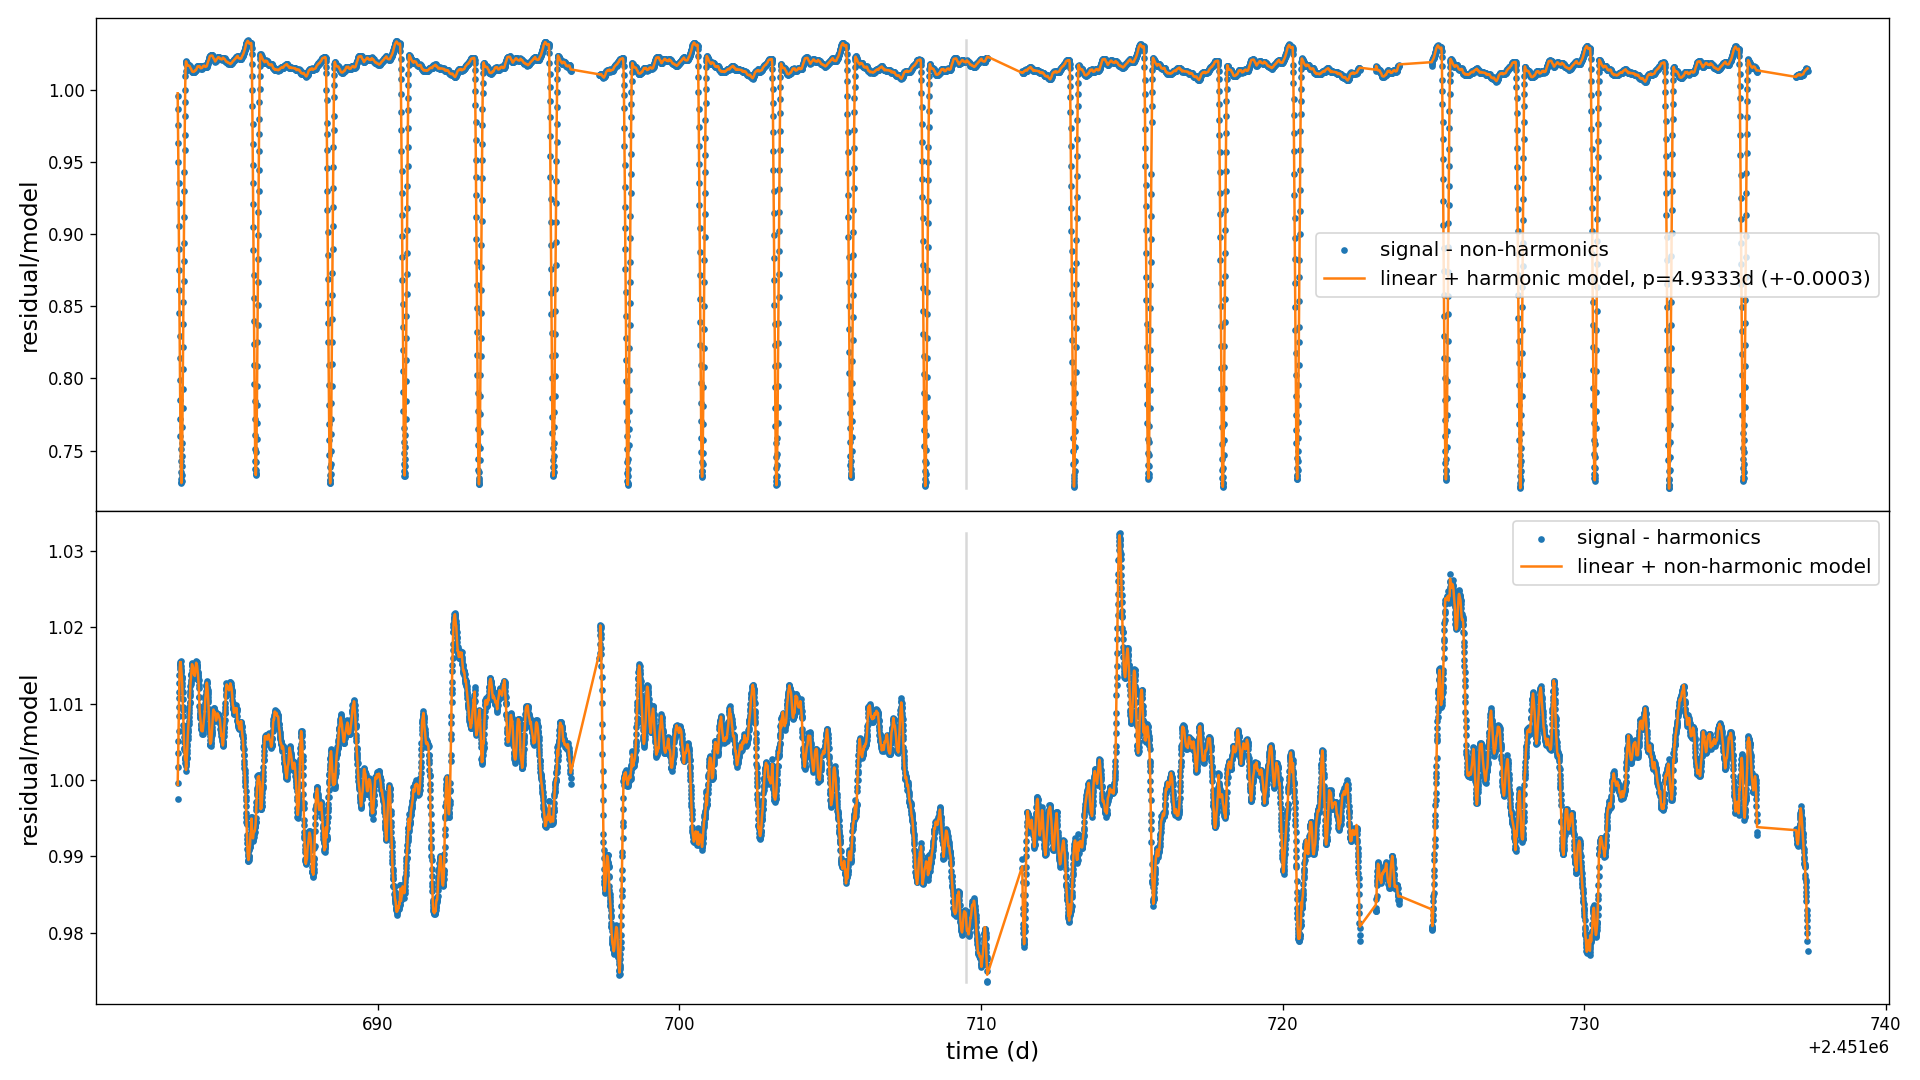 residual/model
1.00
0.95
0.90
0.85
0.80
0.75
signal - non-harmonics
linear + harmonic model, p=4.9333d (+-0.0003)
residual/model
1.03
1.02
1.01
1.00
0.99
0.98
signal - harmonics
linear + non-harmonic model
690 700 710 720 730 740
time (d)
+2.451e6